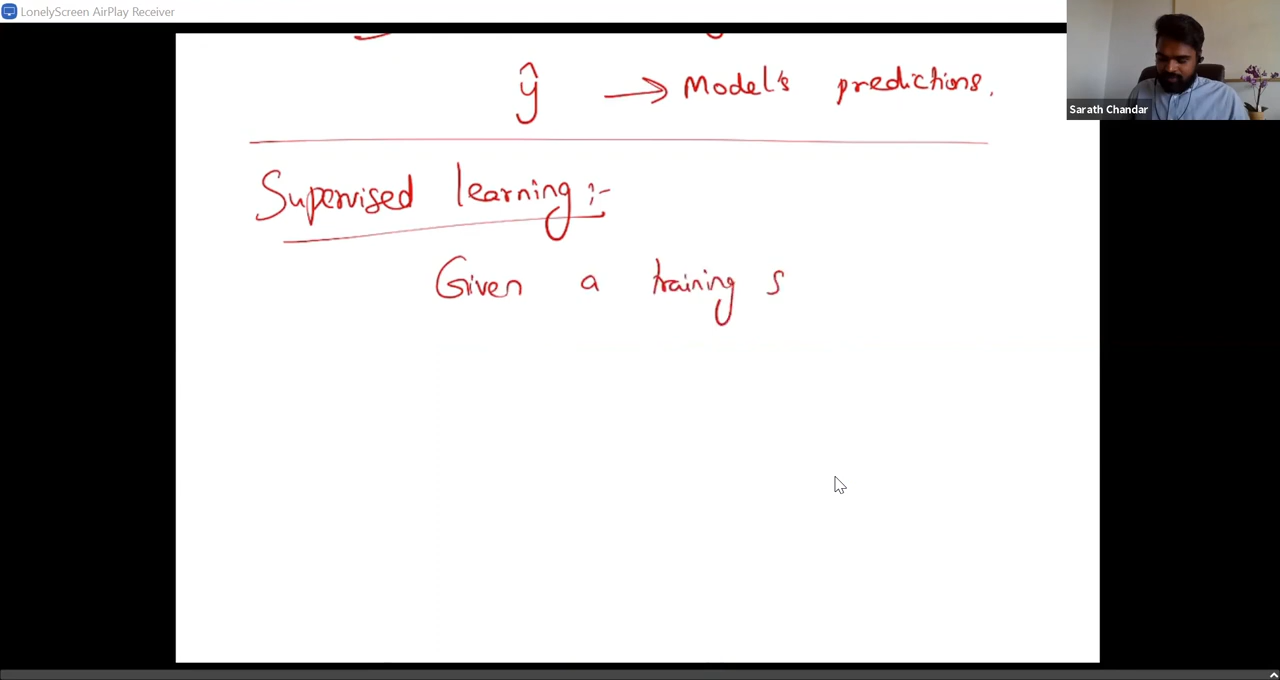 LonelyScreen AirPlay Receiver
ŷ → Model's predictions.
Sarath Chandar
Supervised learning :-
Given a training s